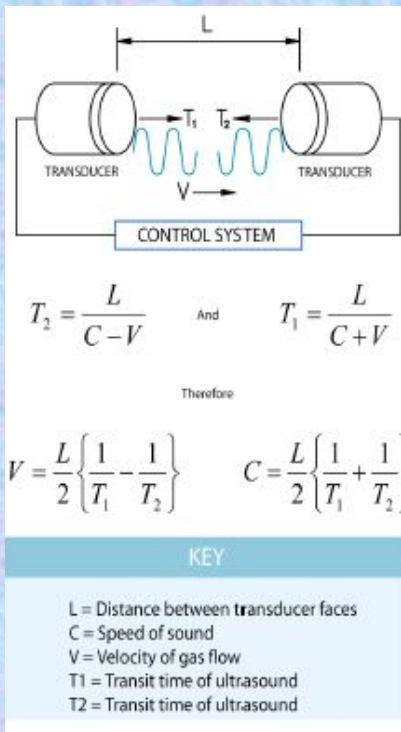 L
T₁ T₂
TRANSDUCER TRANSDUCER
V
CONTROL SYSTEM
T₂ = L / (C − V) And T₁ = L / (C + V)
Therefore
V = L/2 {1/T₁ − 1/T₂} C = L/2 {1/T₁ + 1/T₂}
KEY
L = Distance between transducer faces
C = Speed of sound
V = Velocity of gas flow
T1 = Transit time of ultrasound
T2 = Transit time of ultrasound